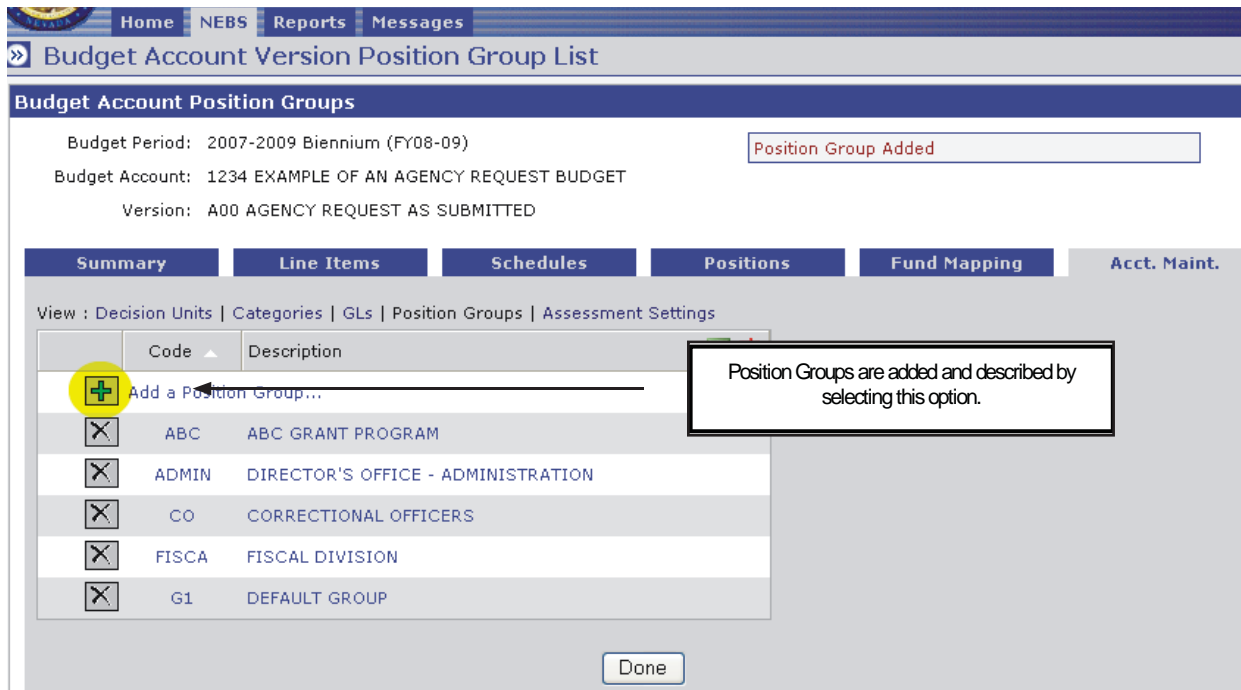 NEVADA
Home NEBS Reports Messages
Budget Account Version Position Group List
Budget Account Position Groups
Budget Period: 2007-2009 Biennium (FY08-09)
Position Group Added
Budget Account: 1234 EXAMPLE OF AN AGENCY REQUEST BUDGET
Version: A00 AGENCY REQUEST AS SUBMITTED
Summary Line Items Schedules Positions Fund Mapping Acct. Maint.
View : Decision Units | Categories | GLs | Position Groups | Assessment Settings
Code Description
Add a Position Group...
Position Groups are added and described by
selecting this option.
ABC ABC GRANT PROGRAM
ADMIN DIRECTOR'S OFFICE - ADMINISTRATION
CO CORRECTIONAL OFFICERS
FISCA FISCAL DIVISION
G1 DEFAULT GROUP
Done